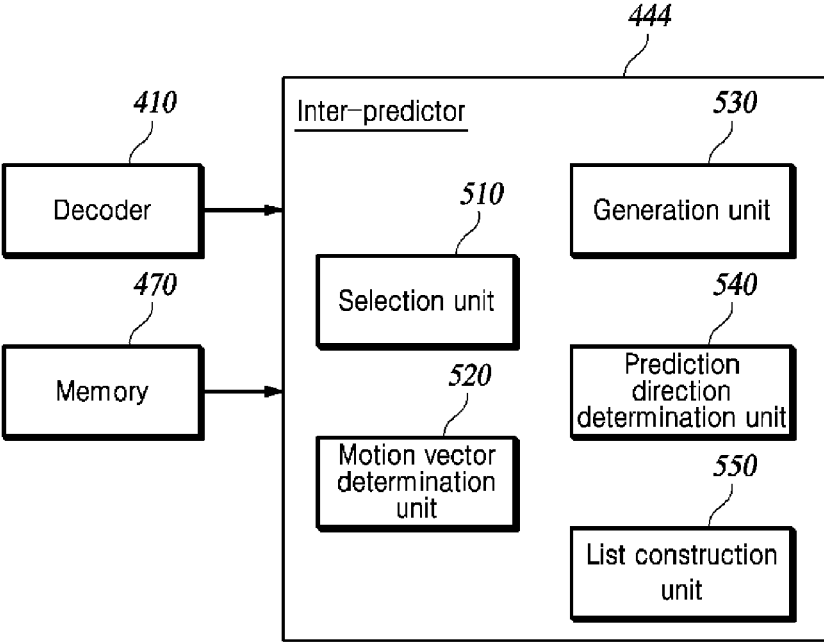 444
Inter-predictor
410
Decoder
470
Memory
510
Selection unit
520
Motion vector
determination
unit
530
Generation unit
540
Prediction
direction
determination unit
550
List construction
unit